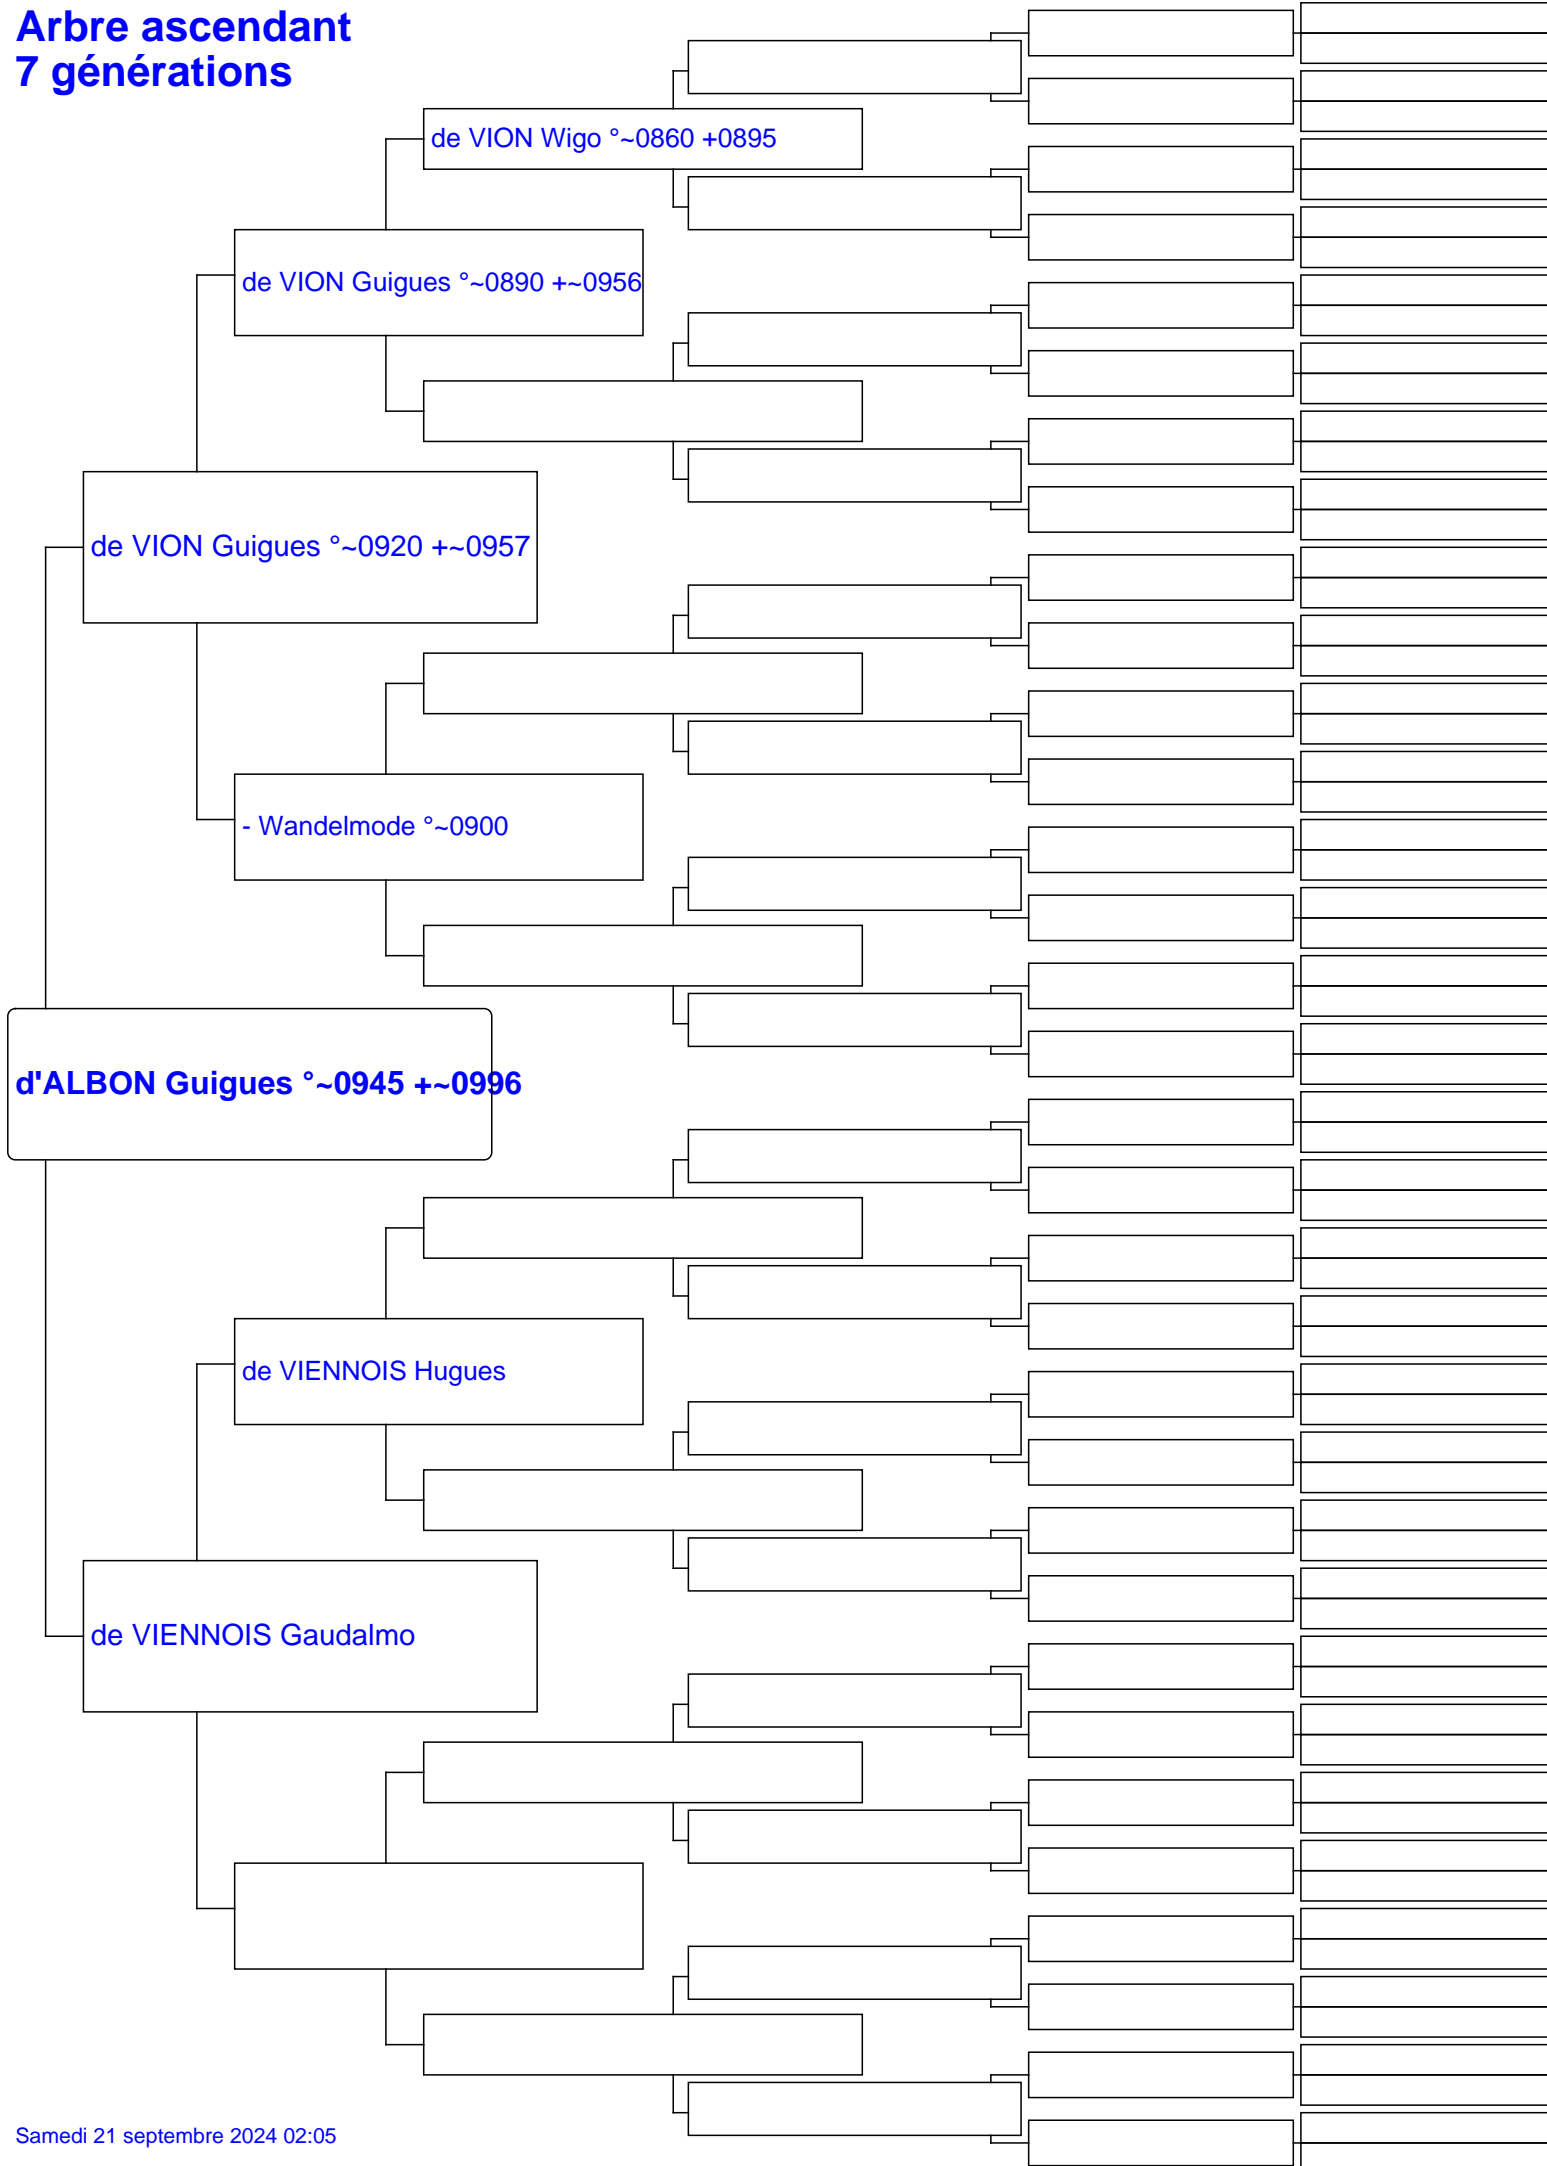 Arbre ascendant
7 générations
de VION Wigo °~0860 +0895
de VION Guigues °~0890 +~0956
de VION Guigues °~0920 +~0957
- Wandelmode °~0900
d'ALBON Guigues °~0945 +~0996
de VIENNOIS Hugues
de VIENNOIS Gaudalmo
Samedi 21 septembre 2024 02:05